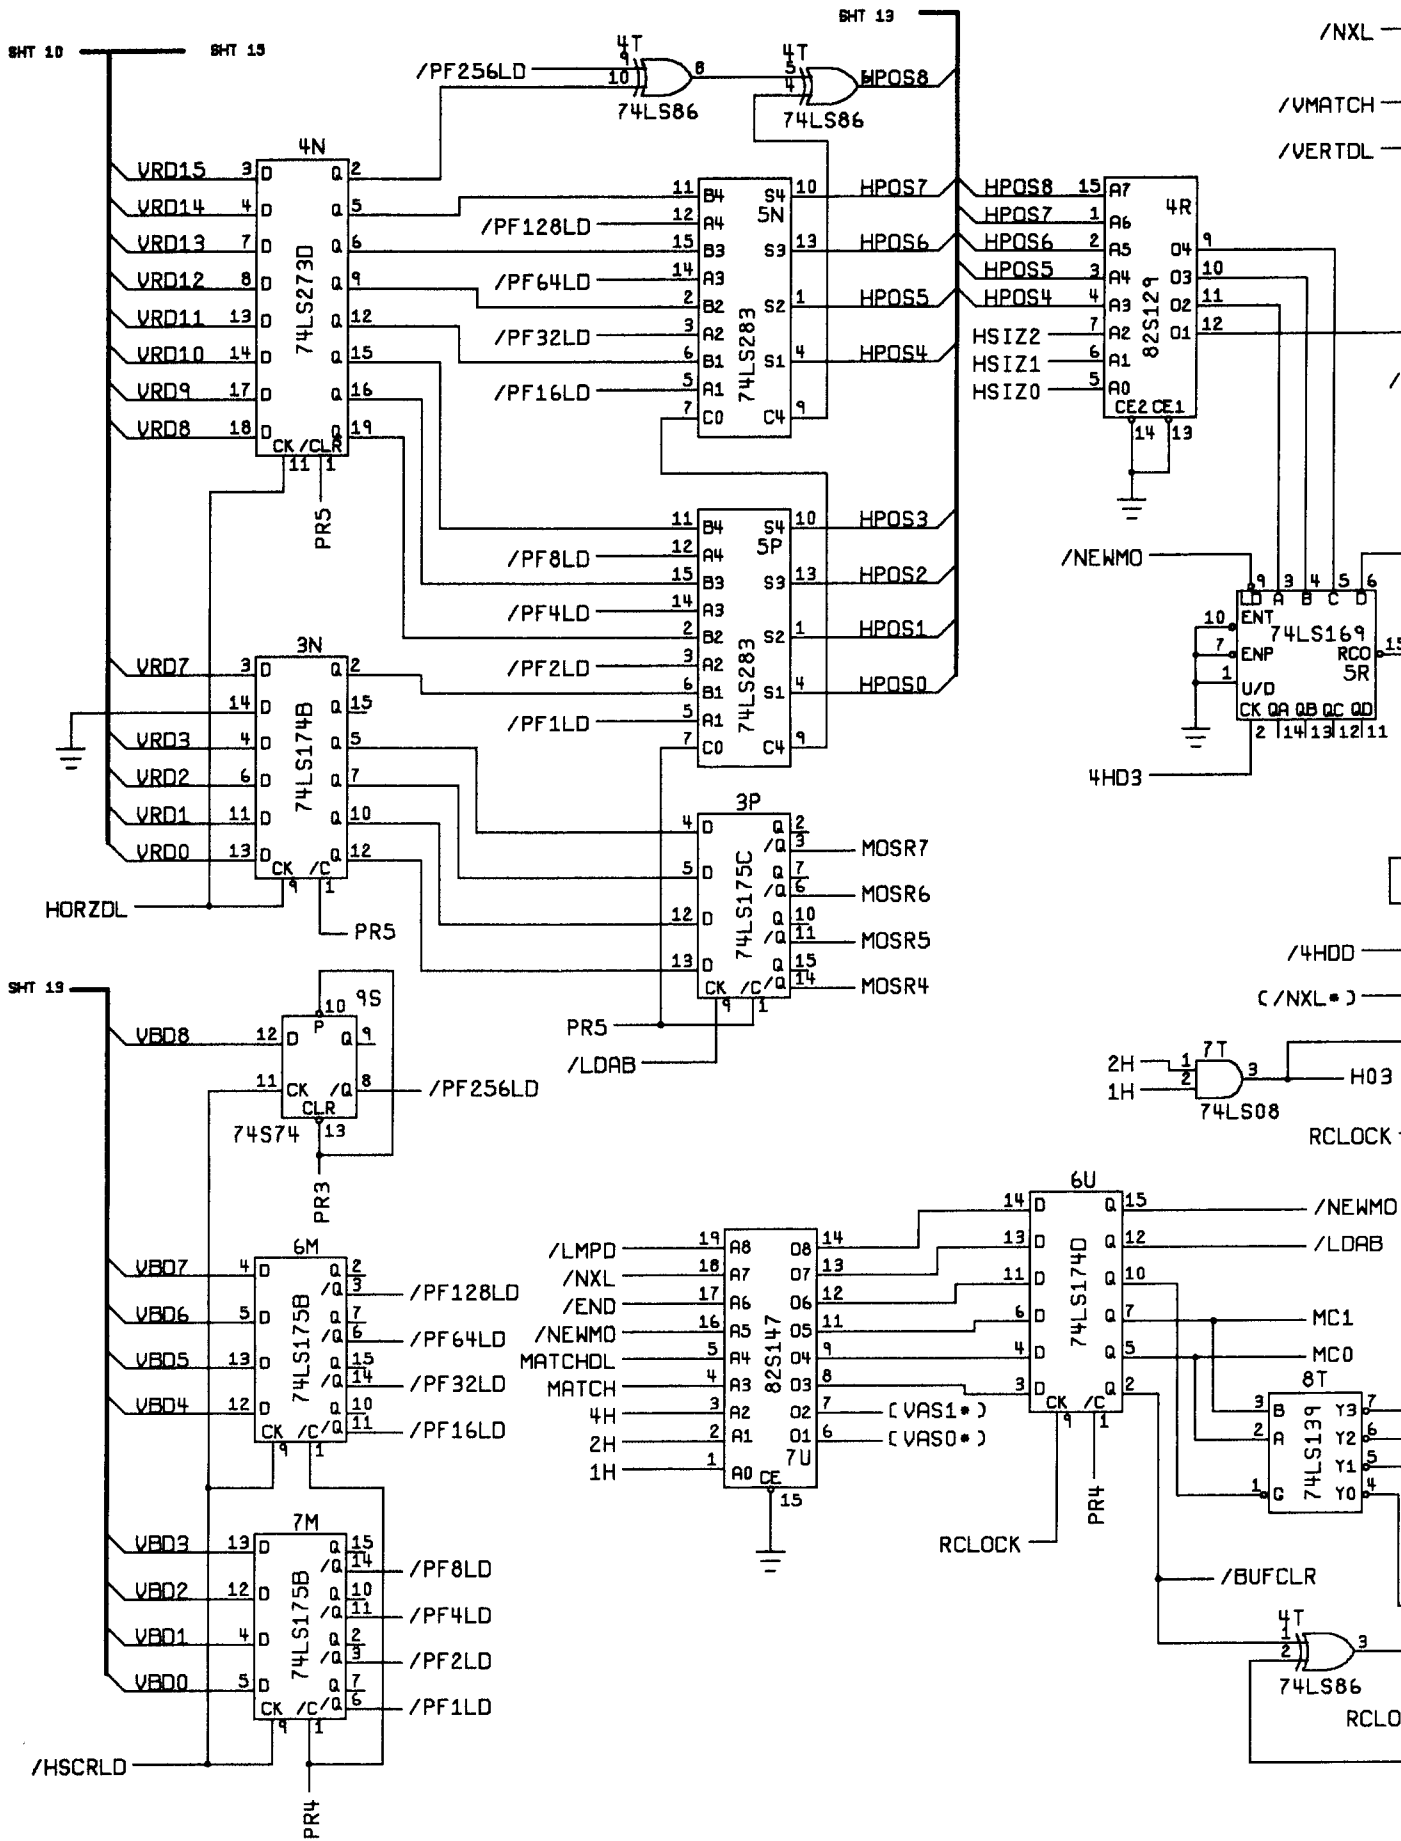 SHT 10
SHT 15
SHT 13
/NXL
/VMATCH
/VERTDL
/PF256LD
4T
9
10
8
74LS86
4T
5
4
HPOS8
74LS86
4N
VRD15 3 D Q 2
VRD14 4 D Q 5
VRD13 7 D Q 6
VRD12 8 D Q 9
VRD11 13 D Q 12
VRD10 14 D Q 15
VRD9 17 D Q 16
VRD8 18 D Q 19
74LS273D
CK /CLR
11 1
PR5
11 B4 S4 10 HPOS7
5N
/PF128LD 12 A4
15 B3 S3 13 HPOS6
/PF64LD 14 A3
2 B2 S2 1 HPOS5
/PF32LD 3 A2
6 B1 S1 4 HPOS4
/PF16LD 5 A1
7 C0 C4 9
74LS283
HPOS8 15 A7
4R
HPOS7 1 A6
HPOS6 2 A5 O4 9
HPOS5 3 A4 O3 10
HPOS4 4 A3 O2 11
HSIZ2 7 A2 O1 12
HSIZ1 6 A1
HSIZ0 5 A0
82S129
CE2 CE1
14 13
/
11 B4 S4 10 HPOS3
5P
/PF8LD 12 A4
15 B3 S3 13 HPOS2
/PF4LD 14 A3
2 B2 S2 1 HPOS1
/PF2LD 3 A2
6 B1 S1 4 HPOS0
/PF1LD 5 A1
7 C0 C4 9
74LS283
/NEWMO
9 3 4 5 6
LD A B C D
10 ENT
74LS169
7 ENP RCO 15
5R
1 U/D
CK QA QB QC QD
2 14 13 12 11
4HD3
3N
VRD7 3 D Q 2
14 D Q 15
VRD3 4 D Q 5
VRD2 6 D Q 7
VRD1 11 D Q 10
VRD0 13 D Q 12
74LS174B
CK /C
9 1
HORZDL
PR5
3P
4 D Q 2
/Q 3 MOSR7
5 D Q 7
/Q 6 MOSR6
12 D Q 10
/Q 11 MOSR5
13 D Q 15
/Q 14 MOSR4
74LS175C
CK /C
9 1
PR5
/LDAB
/4HDD
(/NXL*)
SHT 19
10 9S
P
VBD8 12 D Q 9
11 CK /Q 8 /PF256LD
CLR
74S74 13
PR3
2H 1
1H 2
7T
3
H03
74LS08
RCLOCK
6M
VBD7 4 D Q 2
/Q 3 /PF128LD
VBD6 5 D Q 7
/Q 6 /PF64LD
VBD5 13 D Q 15
/Q 14 /PF32LD
VBD4 12 D Q 10
/Q 11 /PF16LD
74LS175B
CK /C
9 1
7M
VBD3 13 D Q 15
/Q 14 /PF8LD
VBD2 12 D Q 10
/Q 11 /PF4LD
VBD1 4 D Q 2
/Q 3 /PF2LD
VBD0 5 D Q 7
/Q 6 /PF1LD
74LS175B
CK /C
9 1
/HSCRLD
PR4
/LMPD 19 A8 O8 14
/NXL 18 A7 O7 13
/END 17 A6 O6 12
/NEWMO 16 A5 O5 11
MATCHDL 5 A4 O4 9
MATCH 4 A3 O3 8
4H 3 A2 O2 7 (VAS1*)
2H 2 A1 O1 6 (VAS0*)
1H 1 A0 7U
82S147
CE
15
6U
14 D Q 15 /NEWMO
13 D Q 12 /LDAB
11 D Q 10
6 D Q 7 MC1
4 D Q 5 MC0
3 D Q 2
74LS174D
CK /C
9 1
RCLOCK
PR4
8T
3 B Y3 7
2 A Y2 6
Y1 5
1 G Y0 4
74LS139
/BUFCLR
4T
1
2
3
74LS86
RCLO